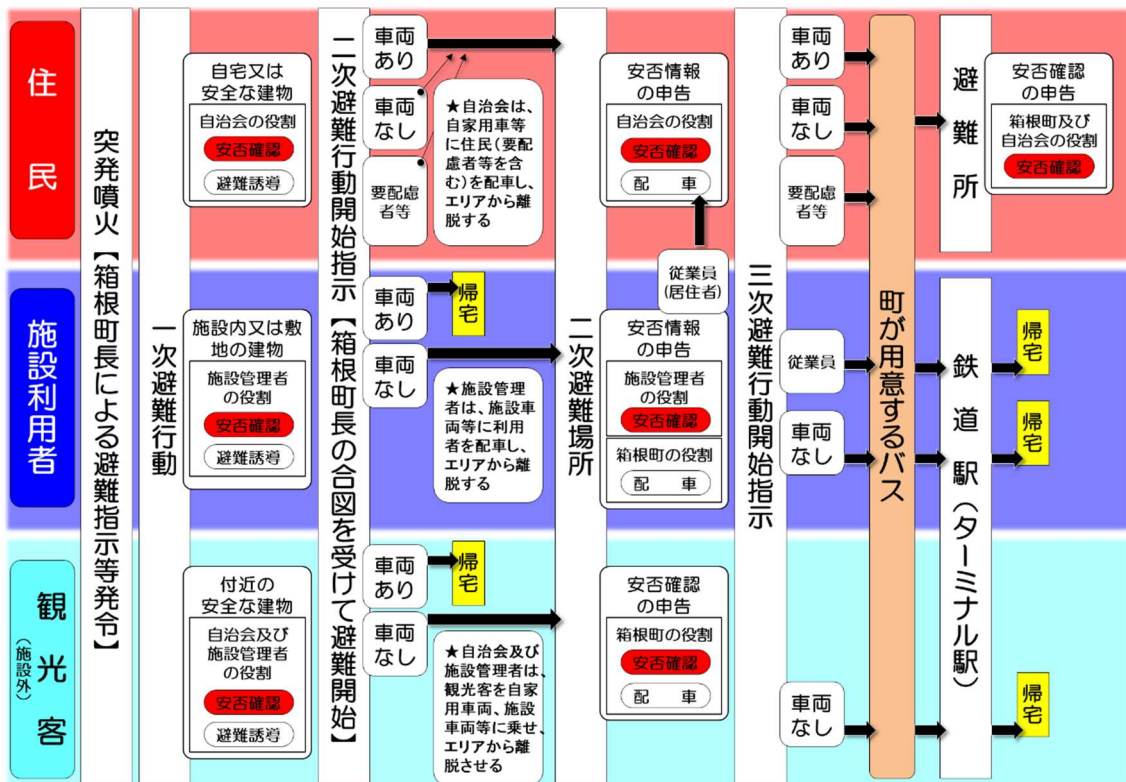 住民
突発噴火【箱根町長による避難指示等発令】
一次避難行動
自宅又は
安全な建物
自治会の役割
安否確認
避難誘導
二次避難行動開始指示【箱根町長の合図を受けて避難開始】
車両
あり
車両
なし
要配慮
者等
★自治会は、
自家用車等
に住民(要配
慮者等を含
む)を配車し、
エリアから離
脱する
二次避難場所
安否情報
の申告
自治会の役割
安否確認
配車
従業員
(居住者)
三次避難行動開始指示
車両
あり
車両
なし
要配慮
者等
町が用意するバス
避難所
安否確認
の申告
箱根町及び
自治会の役割
安否確認
施設利用者
施設内又は敷
地の建物
施設管理者
の役割
安否確認
避難誘導
車両
あり
帰宅
車両
なし
★施設管理
者は、施設車
両等に利用
者を配車し、
エリアから離
脱する
安否情報
の申告
施設管理者
の役割
安否確認
箱根町の役割
配車
従業員
車両
なし
鉄道駅(ターミナル駅)
帰宅
帰宅
観光客
(施設外)
付近の
安全な建物
自治会及び
施設管理者
の役割
安否確認
避難誘導
車両
あり
帰宅
車両
なし
★自治会及び
施設管理者は、
観光客を自家
用車両、施設
車両等に乗せ、
エリアから離
脱させる
安否確認
の申告
箱根町の役割
安否確認
配車
車両
なし
帰宅